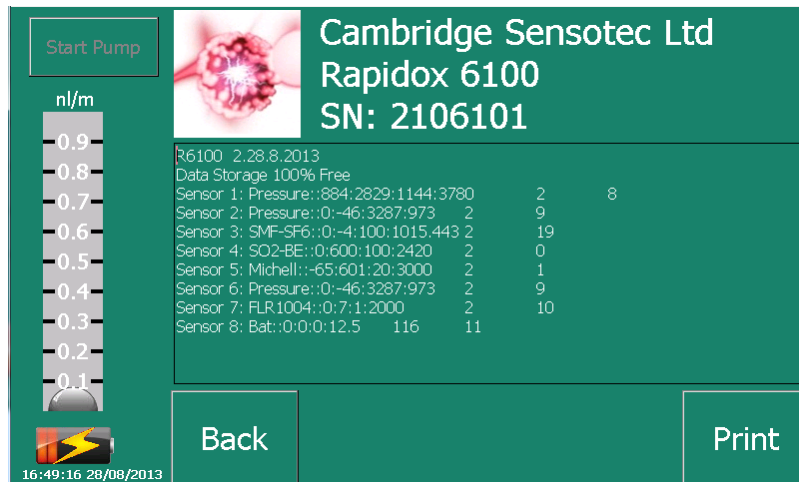 Start Pump
nl/m
0.9
0.8
0.7
0.6
0.5
0.4
0.3
0.2
0.1
16:49:16 28/08/2013
Cambridge Sensotec Ltd
Rapidox 6100
SN: 2106101
R6100 2.28.8.2013
Data Storage 100% Free
Sensor 1: Pressure::884:2829:1144:3780 2 8
Sensor 2: Pressure::0:-46:3287:973 2 9
Sensor 3: SMF-SF6::0:-4:100:1015.443 2 19
Sensor 4: SO2-BE::0:600:100:2420 2 0
Sensor 5: Michell::-65:601:20:3000 2 1
Sensor 6: Pressure::0:-46:3287:973 2 9
Sensor 7: FLR1004::0:7:1:2000 2 10
Sensor 8: Bat::0:0:0:12.5 116 11
Back
Print